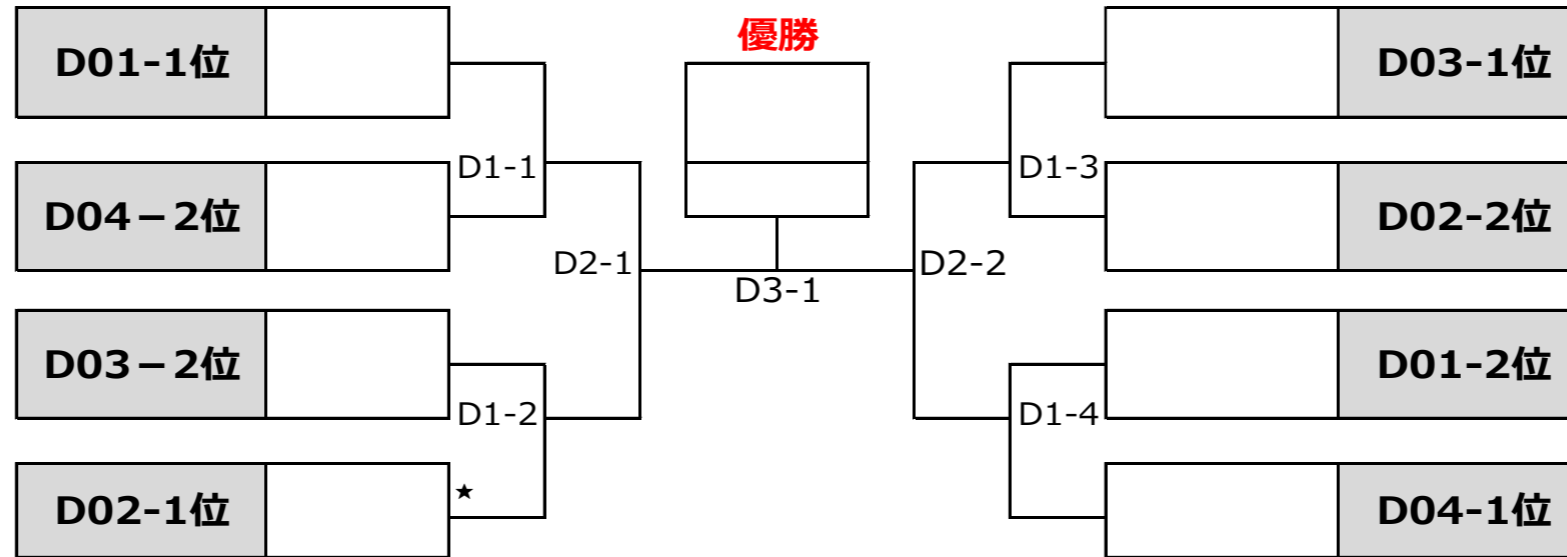 優勝
D01-1位
D03-1位
D1-1
D1-3
D04－2位
D02-2位
D2-1
D2-2
D3-1
D03－2位
D01-2位
D1-2
D1-4
★
D02-1位
D04-1位